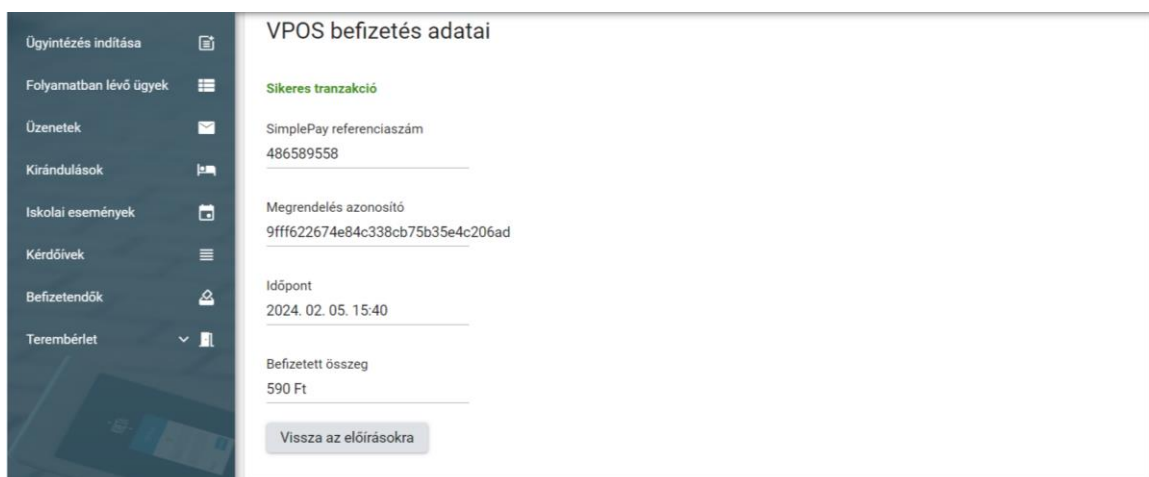 Ügyintézés indítása
Folyamatban lévő ügyek
Üzenetek
Kirándulások
Iskolai események
Kérdőívek
Befizetendők
Terembérlet
VPOS befizetés adatai
Sikeres tranzakció
SimplePay referenciaszám
486589558
Megrendelés azonosító
9fff622674e84c338cb75b35e4c206ad
Időpont
2024. 02. 05. 15:40
Befizetett összeg
590 Ft
Vissza az előírásokra